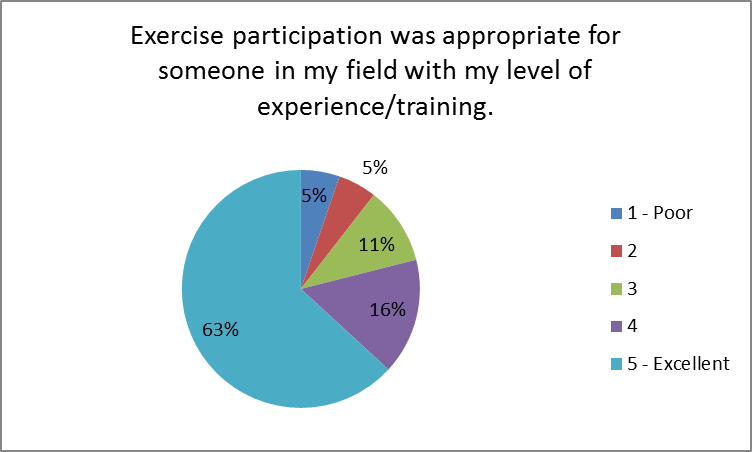 Exercise participation was appropriate for
someone in my field with my level of
experience/training.
5%
5%
11%
16%
63%
1 - Poor
2
3
4
5 - Excellent